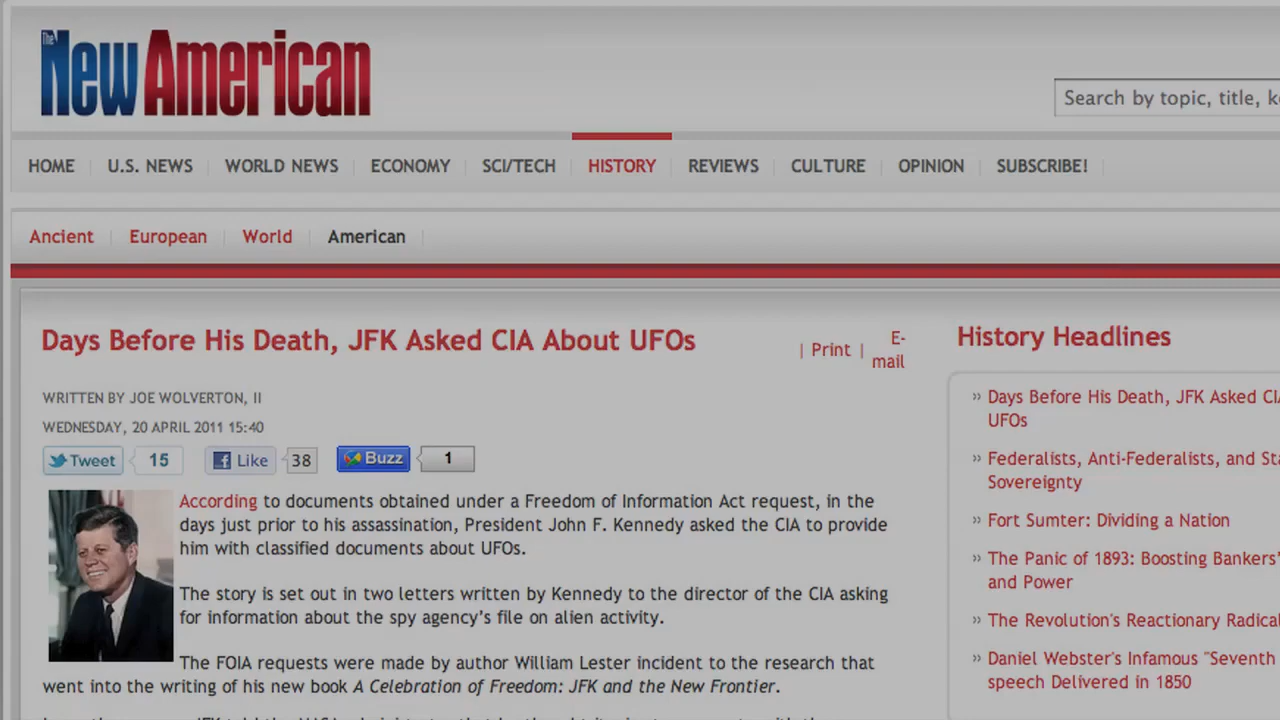 The New American
Search by topic, title,
HOME U.S. NEWS WORLD NEWS ECONOMY SCI/TECH HISTORY REVIEWS CULTURE OPINION SUBSCRIBE!
Ancient European World American
Days Before His Death, JFK Asked CIA About UFOs
| Print | E-
mail
WRITTEN BY JOE WOLVERTON, II
WEDNESDAY, 20 APRIL 2011 15:40
Tweet 15 Like 38 Buzz 1
According to documents obtained under a Freedom of Information Act request, in the
days just prior to his assassination, President John F. Kennedy asked the CIA to provide
him with classified documents about UFOs.
The story is set out in two letters written by Kennedy to the director of the CIA asking
for information about the spy agency's file on alien activity.
The FOIA requests were made by author William Lester incident to the research that
went into the writing of his new book A Celebration of Freedom: JFK and the New Frontier.
History Headlines
Days Before His Death, JFK Asked CIA
UFOs
Federalists, Anti-Federalists, and
Sovereignty
Fort Sumter: Dividing a Nation
The Panic of 1893: Boosting Bankers'
and Power
The Revolution's Reactionary
Daniel Webster's Infamous "Seventh
speech Delivered in 1850